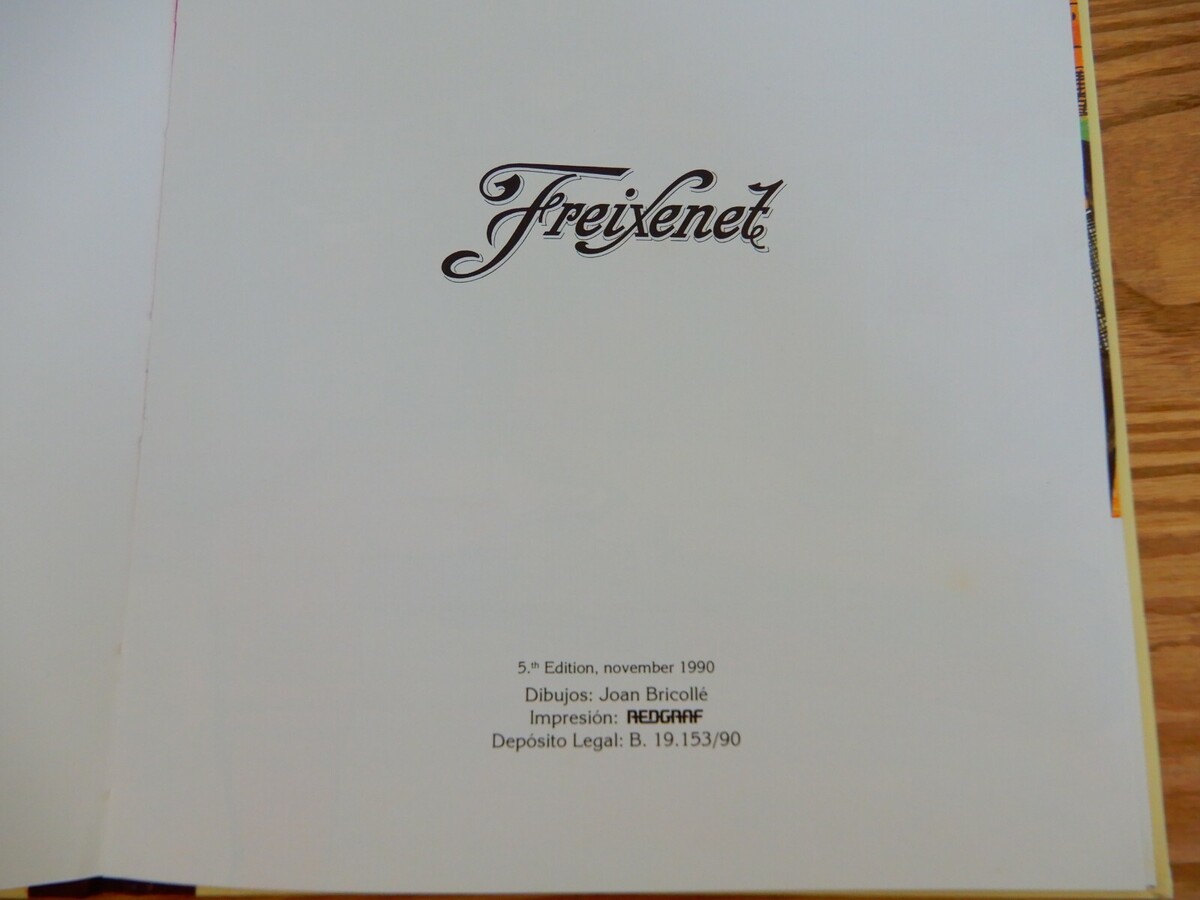 Freixenet
5.th Edition, november 1990
Dibujos: Joan Bricollé
Impresión: REDGRAF
Depósito Legal: B. 19.153/90